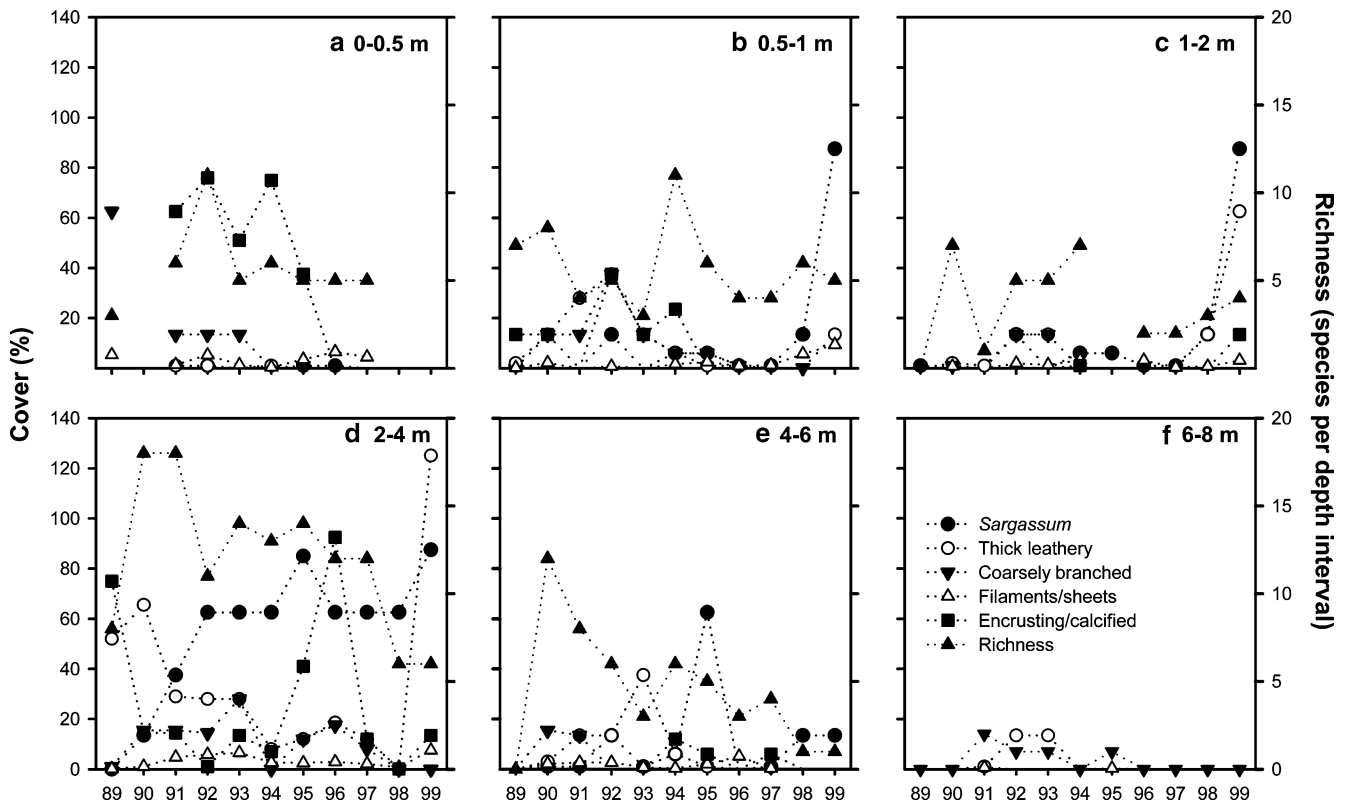 140
120
100
80
60
40
20
a 0-0.5 m
b 0.5-1 m
c 1-2 m
20
15
10
5
Cover (%)
Richness (species per depth interval)
140
120
100
80
60
40
20
0
d 2-4 m
e 4-6 m
f 6-8 m
Sargassum
Thick leathery
Coarsely branched
Filaments/sheets
Encrusting/calcified
Richness
20
15
10
5
0
89 90 91 92 93 94 95 96 97 98 99
89 90 91 92 93 94 95 96 97 98 99
89 90 91 92 93 94 95 96 97 98 99